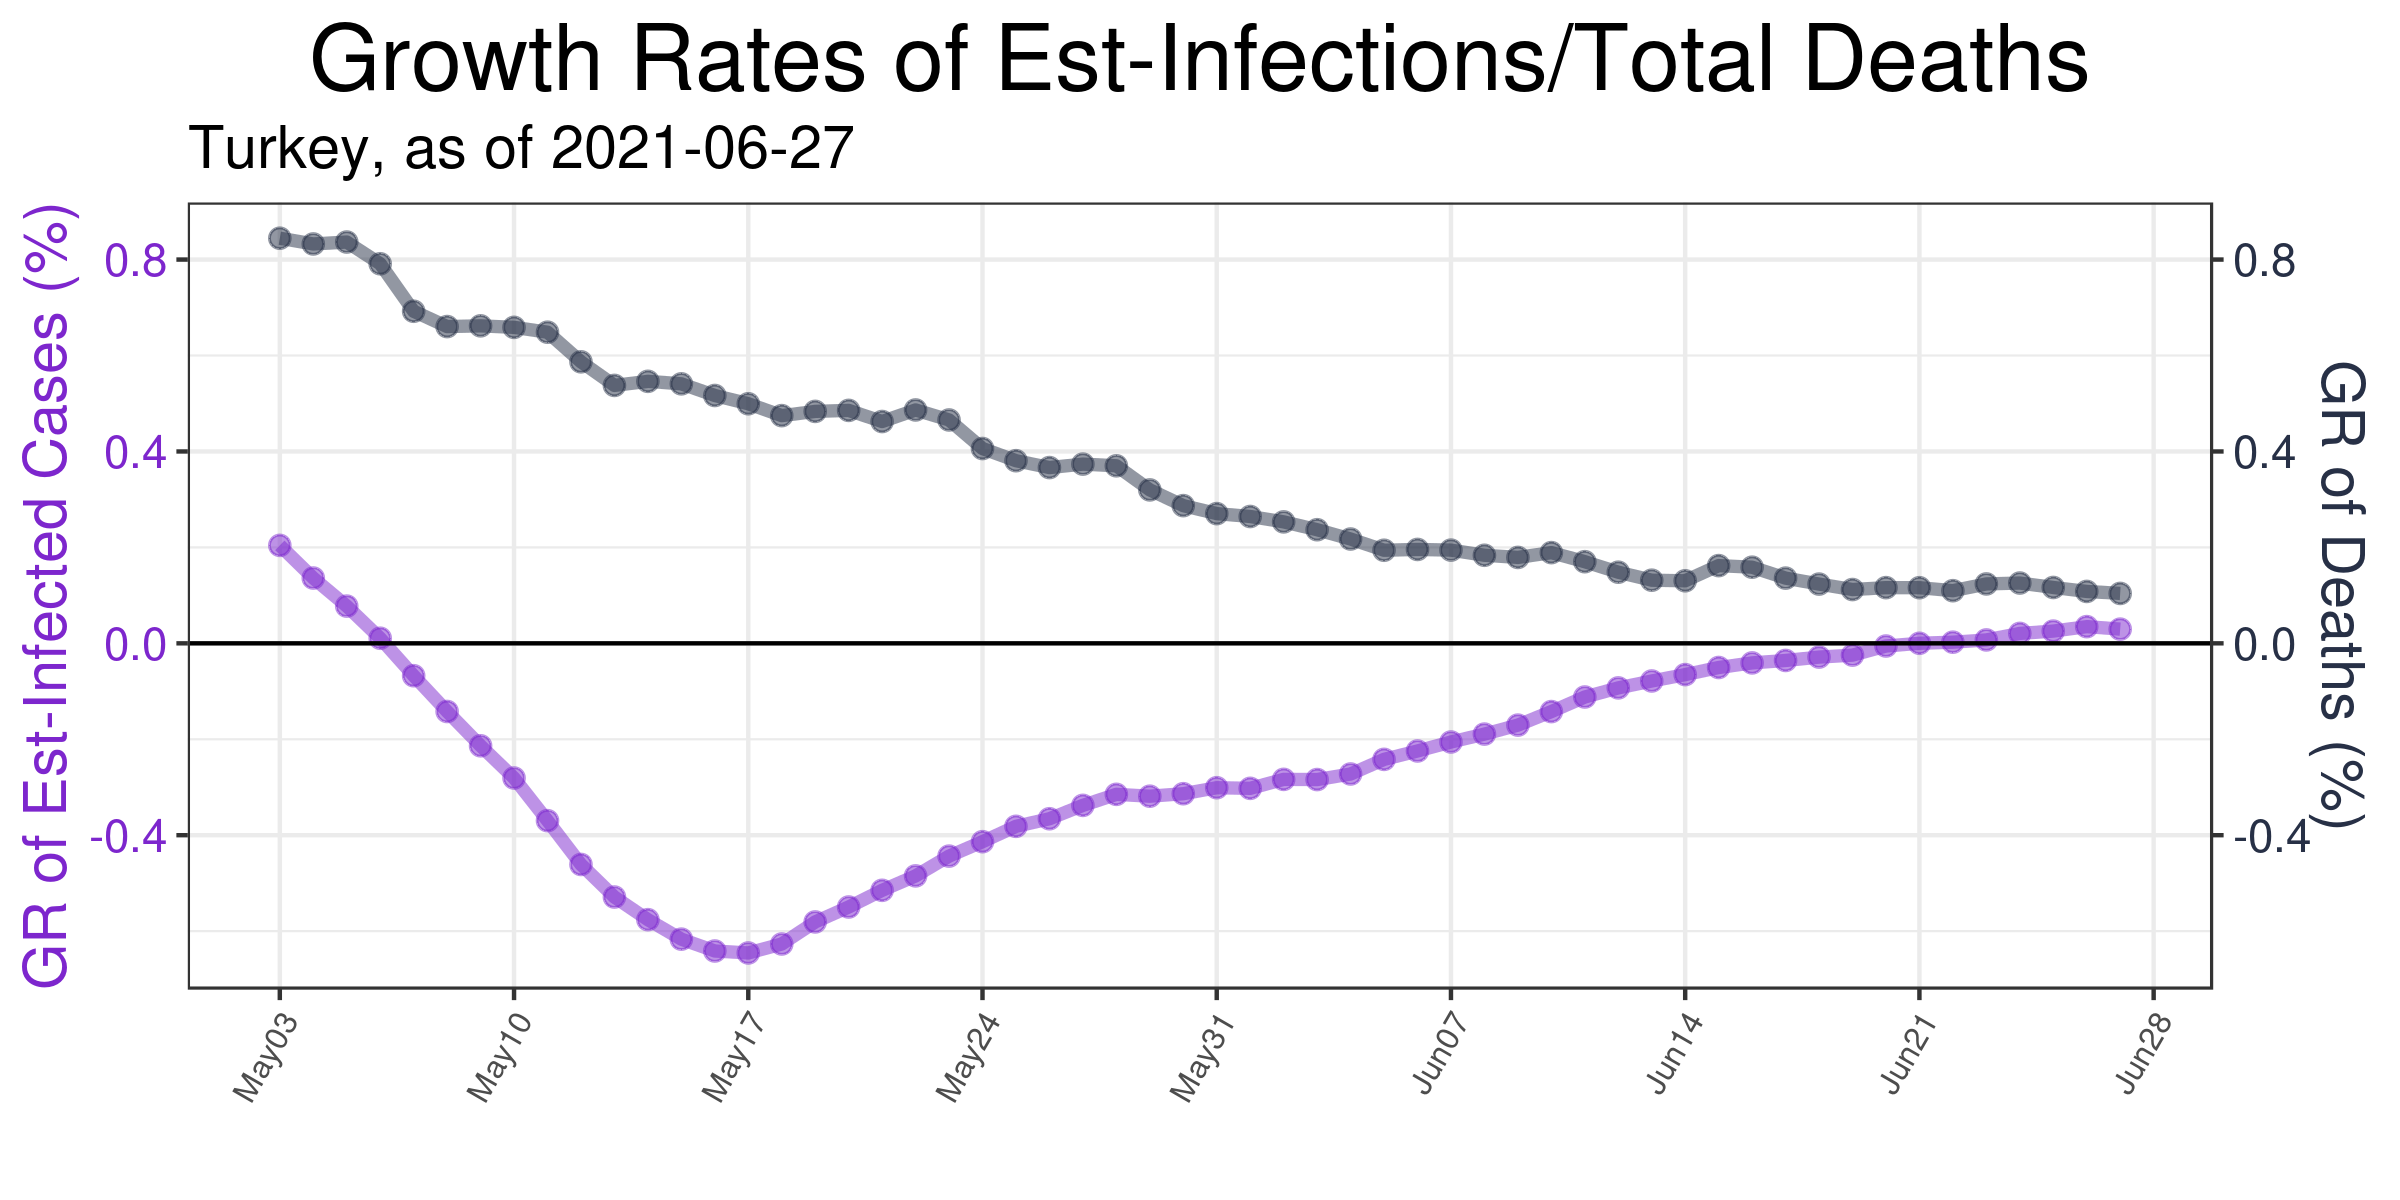 Growth Rates of Est-Infections/Total Deaths
Turkey, as of 2021-06-27
GR of Est-Infected Cases (%)
0.8
0.4
0.0
-0.4
0.8
0.4
0.0
-0.4
GR of Deaths (%)
May03
May10
May17
May24
May31
Jun07
Jun14
Jun21
Jun28